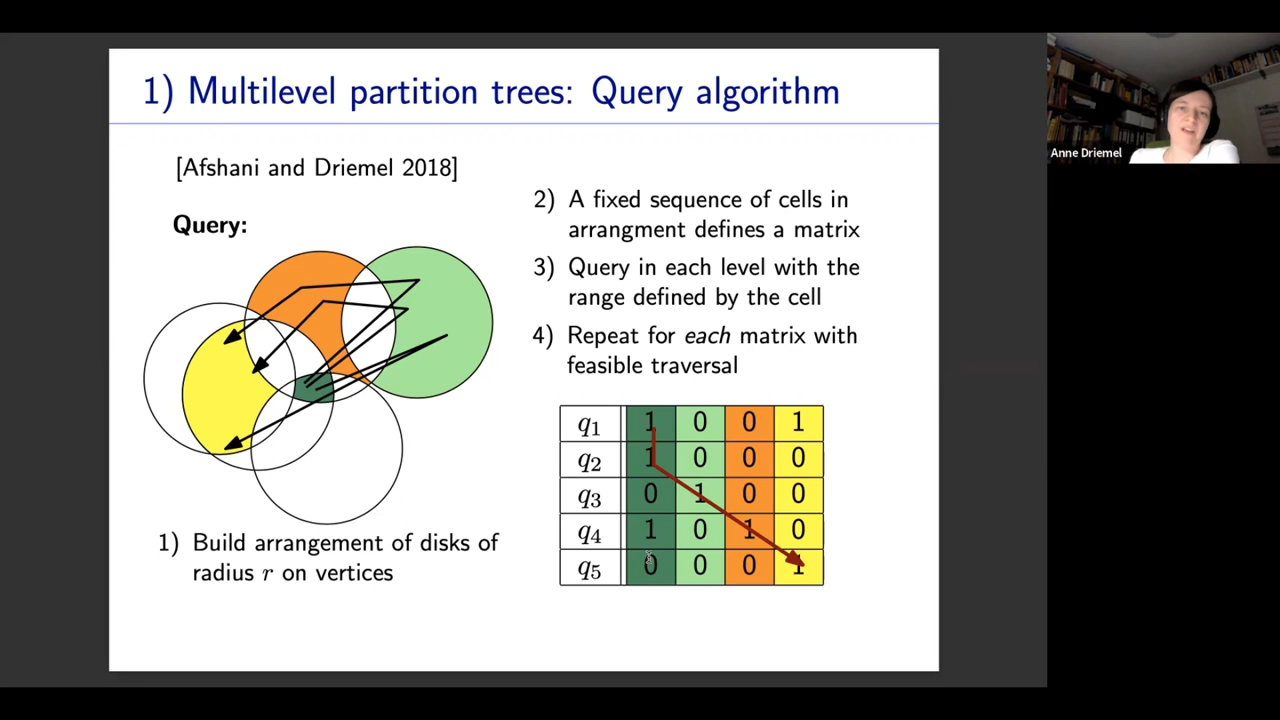 1) Multilevel partition trees: Query algorithm
[Afshani and Driemel 2018]
Query:
1) Build arrangement of disks of
radius r on vertices
2) A fixed sequence of cells in
arrangment defines a matrix
3) Query in each level with the
range defined by the cell
4) Repeat for each matrix with
feasible traversal
q1 1 0 0 1
q2 1 0 0 0
q3 0 1 0 0
q4 1 0 1 0
q5 0 0 0 1
Anne Driemel